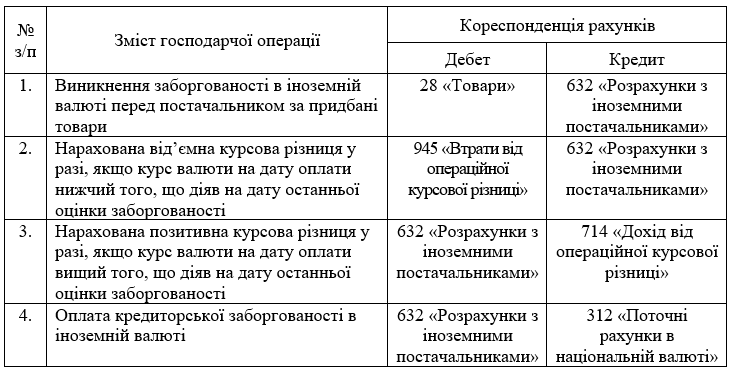 №
з/п
Зміст господарчої операції
Кореспонденція рахунків
Дебет
Кредит
1.
Виникнення заборгованості в іноземній
валюті перед постачальником за придбані
товари
28 «Товари»
632 «Розрахунки з
іноземними
постачальниками»
2.
Нарахована від’ємна курсова різниця у
разі, якщо курс валюти на дату оплати
нижчий того, що діяв на дату останньої
оцінки заборгованості
945 «Втрати від
операційної
курсової різниці»
632 «Розрахунки з
іноземними
постачальниками»
3.
Нарахована позитивна курсова різниця у
разі, якщо курс валюти на дату оплати
вищий того, що діяв на дату останньої
оцінки заборгованості
632 «Розрахунки з
іноземними
постачальниками»
714 «Дохід від
операційної курсової
різниці»
4.
Оплата кредиторської заборгованості в
іноземній валюті
632 «Розрахунки з
іноземними
постачальниками»
312 «Поточні
рахунки в
національній валюті»